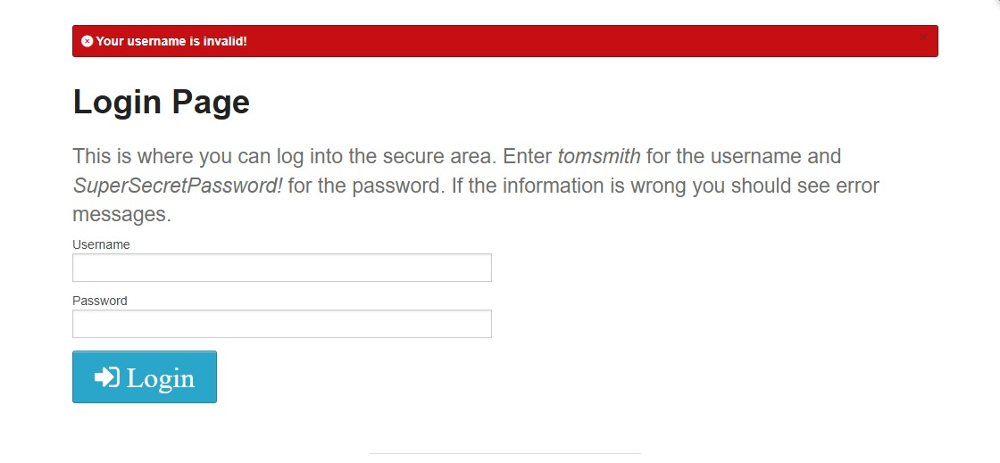 Your username is invalid!
Login Page
This is where you can log into the secure area. Enter tomsmith for the username and
SuperSecretPassword! for the password. If the information is wrong you should see error
messages.
Username
Password
Login